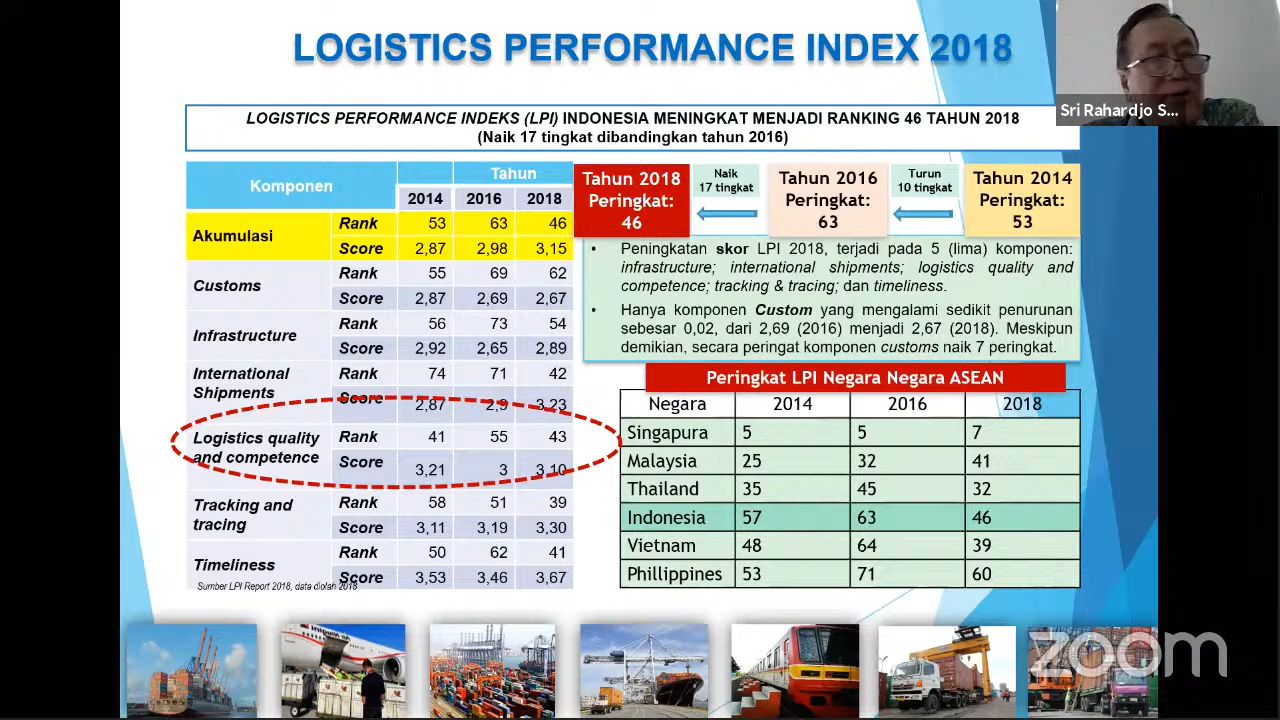 LOGISTICS PERFORMANCE INDEX 2018
Sri Rahardjo S...
LOGISTICS PERFORMANCE INDEKS (LPI) INDONESIA MENINGKAT MENJADI RANKING 46 TAHUN 2018
(Naik 17 tingkat dibandingkan tahun 2016)
Komponen Tahun
2014 2016 2018
Akumulasi Rank 53 63 46
Score 2,87 2,98 3,15
Customs Rank 55 69 62
Score 2,87 2,69 2,67
Infrastructure Rank 56 73 54
Score 2,92 2,65 2,89
International Shipments Rank 74 71 42
Score 2,87 2,9 3,23
Logistics quality and competence Rank 41 55 43
Score 3,21 3 3,10
Tracking and tracing Rank 58 51 39
Score 3,11 3,19 3,30
Timeliness Rank 50 62 41
Score 3,53 3,46 3,67
Sumber LPI Report 2018, data diolah 2018
Tahun 2018
Peringkat:
46
Naik
17 tingkat
Tahun 2016
Peringkat:
63
Turun
10 tingkat
Tahun 2014
Peringkat:
53
• Peningkatan skor LPI 2018, terjadi pada 5 (lima) komponen:
infrastructure; international shipments; logistics quality and
competence; tracking & tracing; dan timeliness.
• Hanya komponen Custom yang mengalami sedikit penurunan
sebesar 0,02, dari 2,69 (2016) menjadi 2,67 (2018). Meskipun
demikian, secara peringat komponen customs naik 7 peringkat.
Peringkat LPI Negara Negara ASEAN
Negara 2014 2016 2018
Singapura 5 5 7
Malaysia 25 32 41
Thailand 35 45 32
Indonesia 57 63 46
Vietnam 48 64 39
Phillippines 53 71 60
zoom